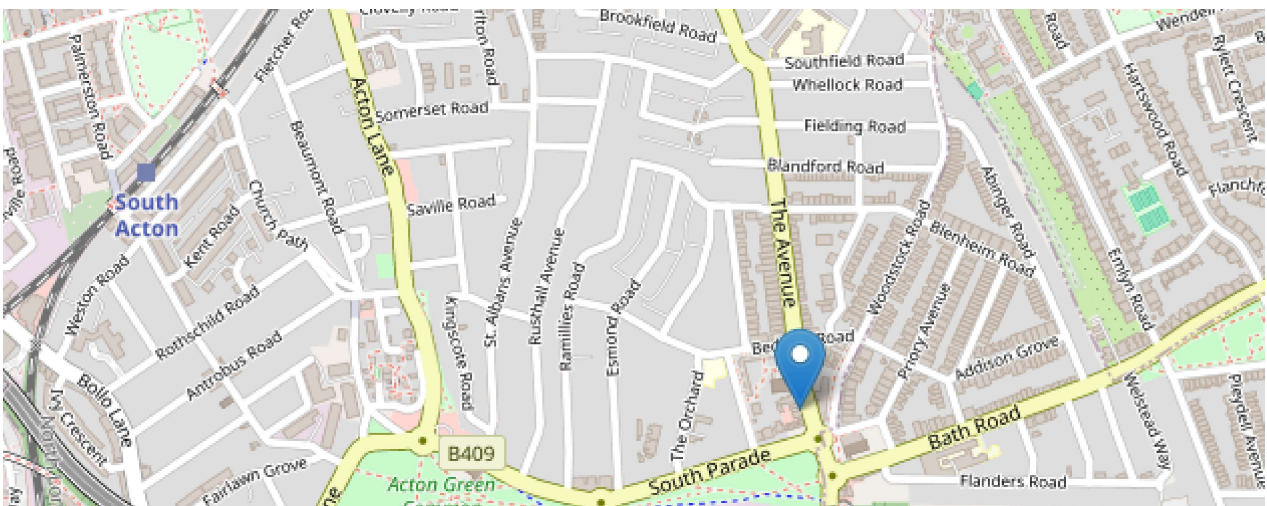 Brookfield Road
Wendell
Road
Palmerston Road
Fletcher Road
Acton Lane
Southfield Road
Whellock Road
Hartswood Road
Rylett Crescent
Somerset Road
Fielding Road
Beaumont Road
Blandford Road
Abinger Road
Road
South
Acton
Kent Road
Church Path
Saville Road
The Avenue
Woodstock Road
Blenheim Road
Emlyn Road
Weston Road
Rothschild Road
Antrobus Road
Kingscote Road
St. Albans Avenue
Rusthall Avenue
Ramillies Road
Esmond Road
Priory Avenue
Addison Grove
Bollo Lane
Ivy Crescent
The Orchard
Bath Road
Welstead Way
Pleydell Avenue
B409
South Parade
Fairlawn Grove
Acton Green
Common
Flanders Road